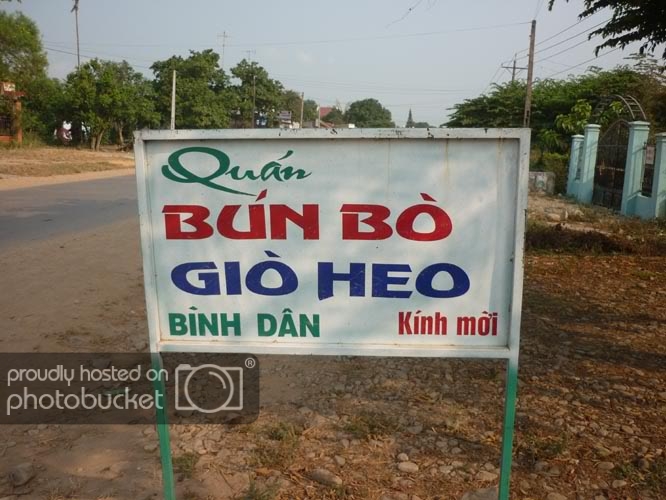 Quán
BÚN BÒ
GIÒ HEO
BÌNH DÂN Kính mời
proudly hosted on
photobucket®